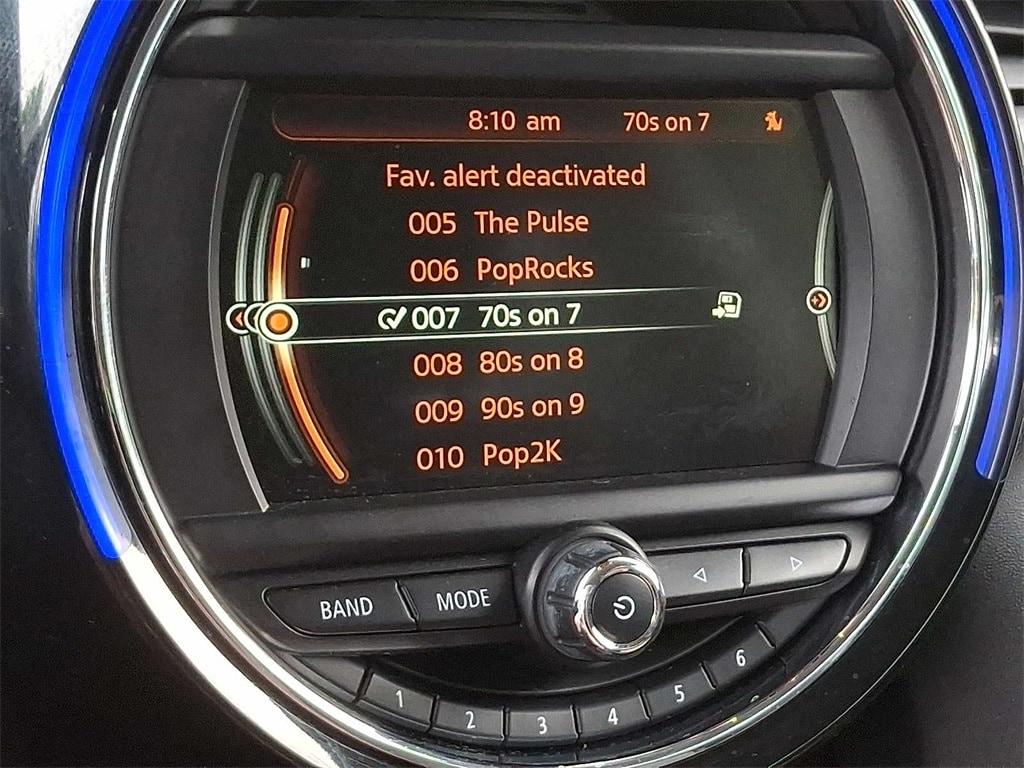 8:10 am 70s on 7
Fav. alert deactivated
005 The Pulse
006 PopRocks
007 70s on 7
008 80s on 8
009 90s on 9
010 Pop2K
BAND MODE
1 2 3 4 5 6